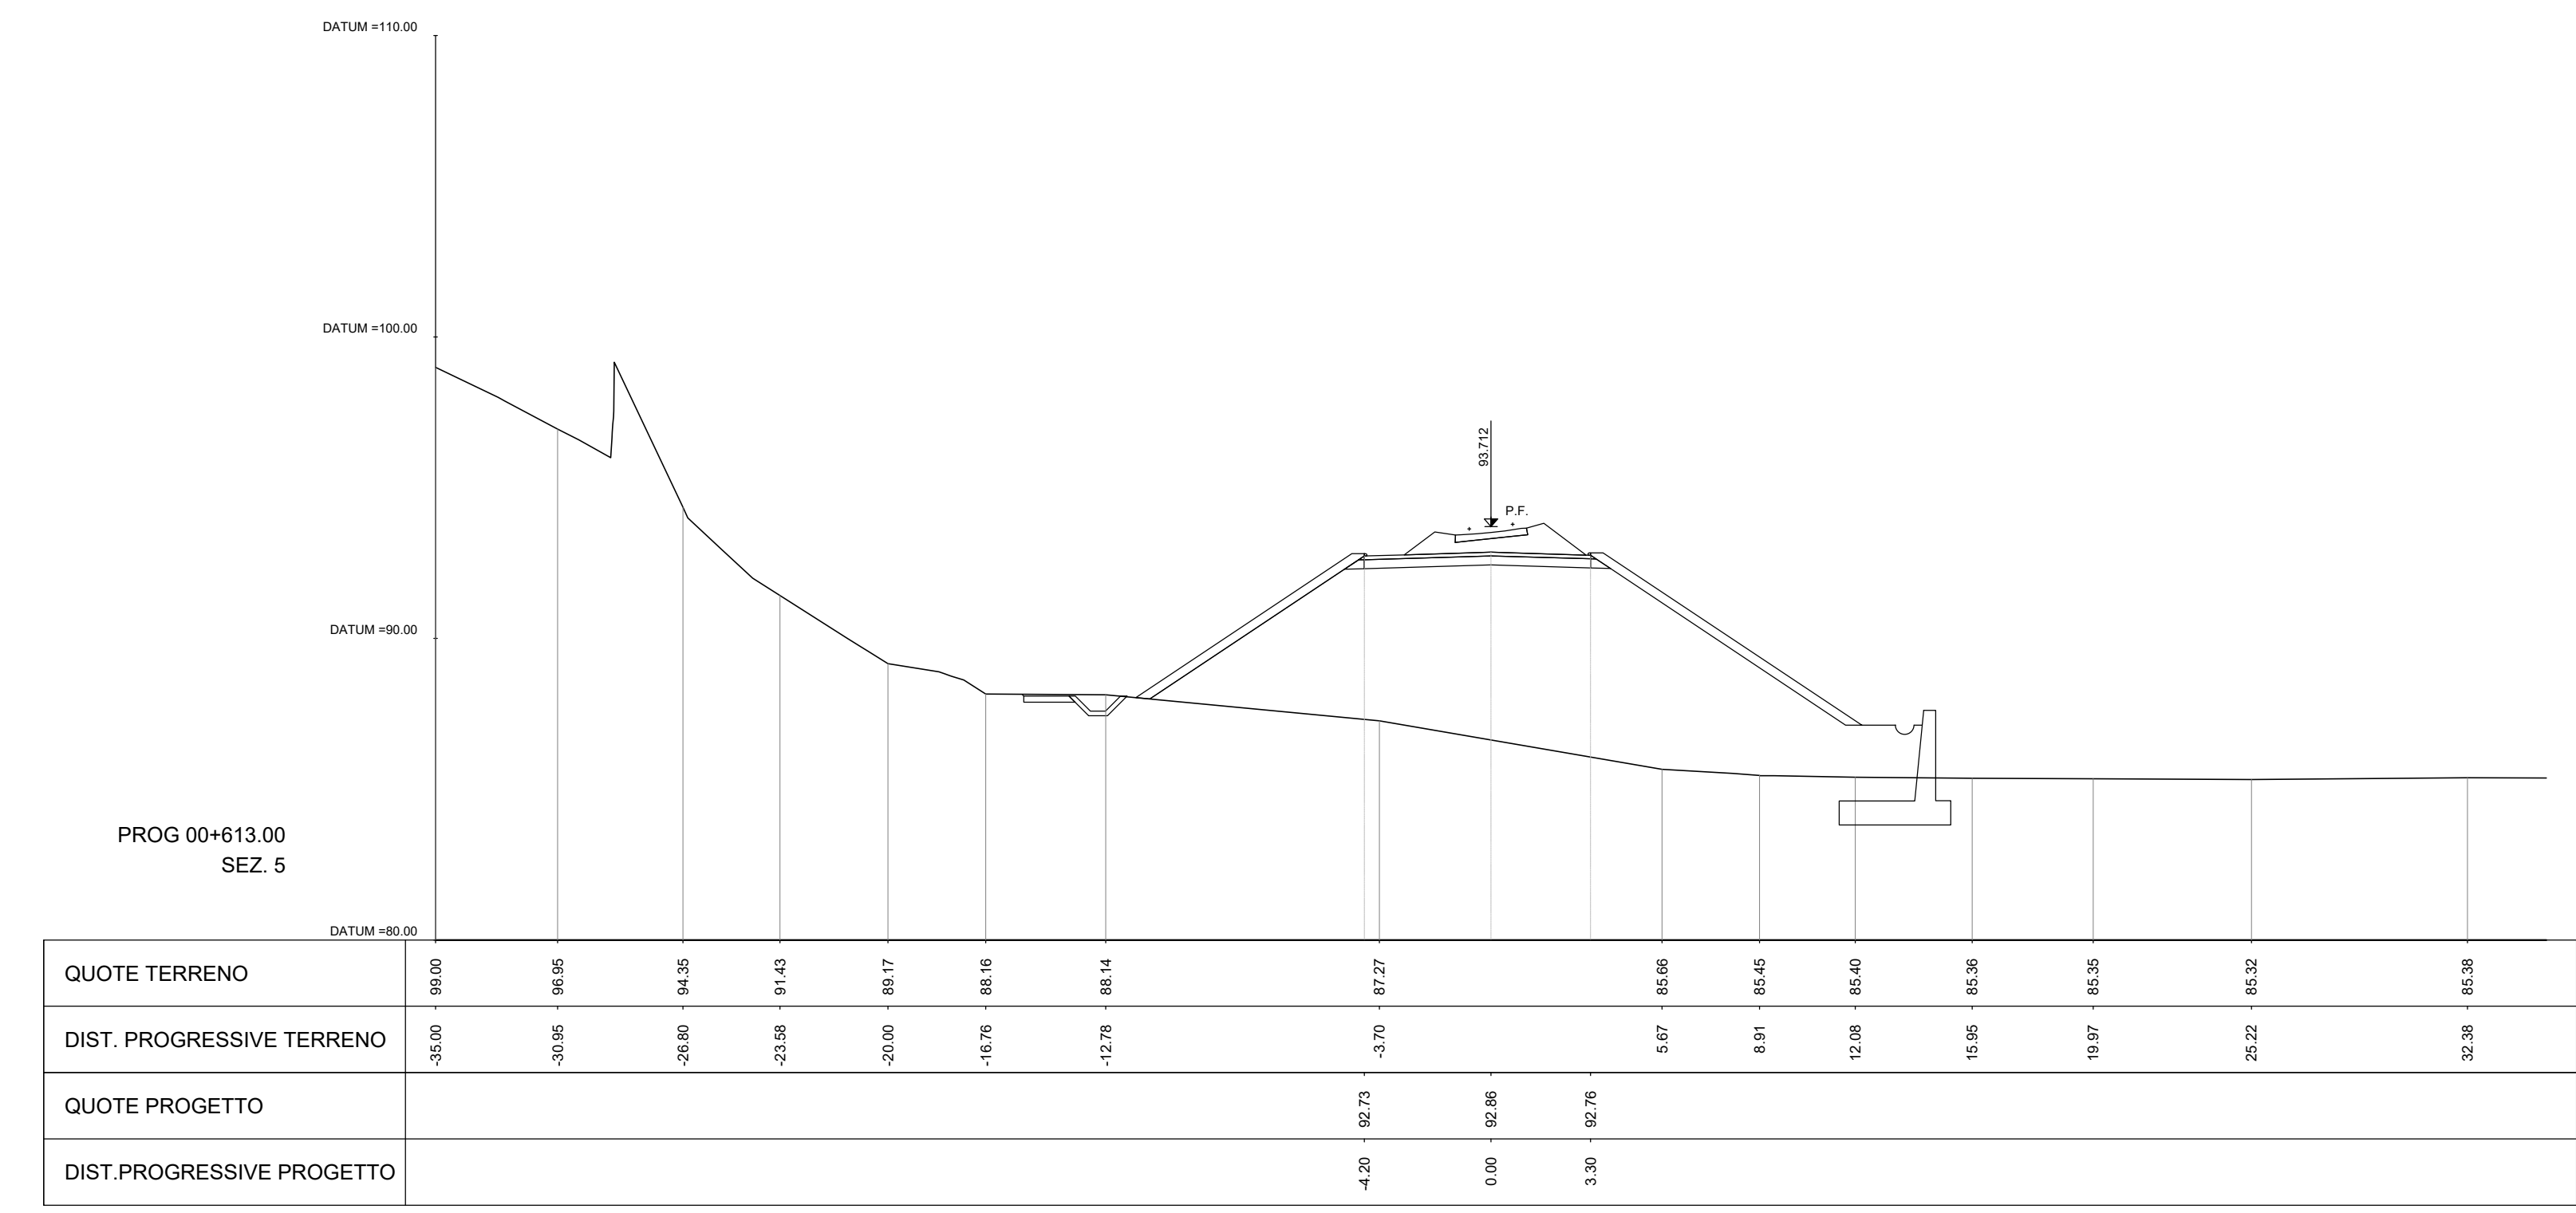 DATUM =110.00
DATUM =100.00
93.712
P.F.
DATUM =90.00
PROG 00+613.00
SEZ. 5
DATUM =80.00
QUOTE TERRENO 99.00 96.95 94.35 91.43 89.17 88.16 88.14 87.27 85.66 85.45 85.40 85.36 85.35 85.32 85.38
DIST. PROGRESSIVE TERRENO -35.00 -30.95 -26.80 -23.58 -20.00 -16.76 -12.78 -3.70 5.67 8.91 12.08 15.95 19.97 25.22 32.38
QUOTE PROGETTO 92.73 92.86 92.76
DIST.PROGRESSIVE PROGETTO -4.20 0.00 3.30